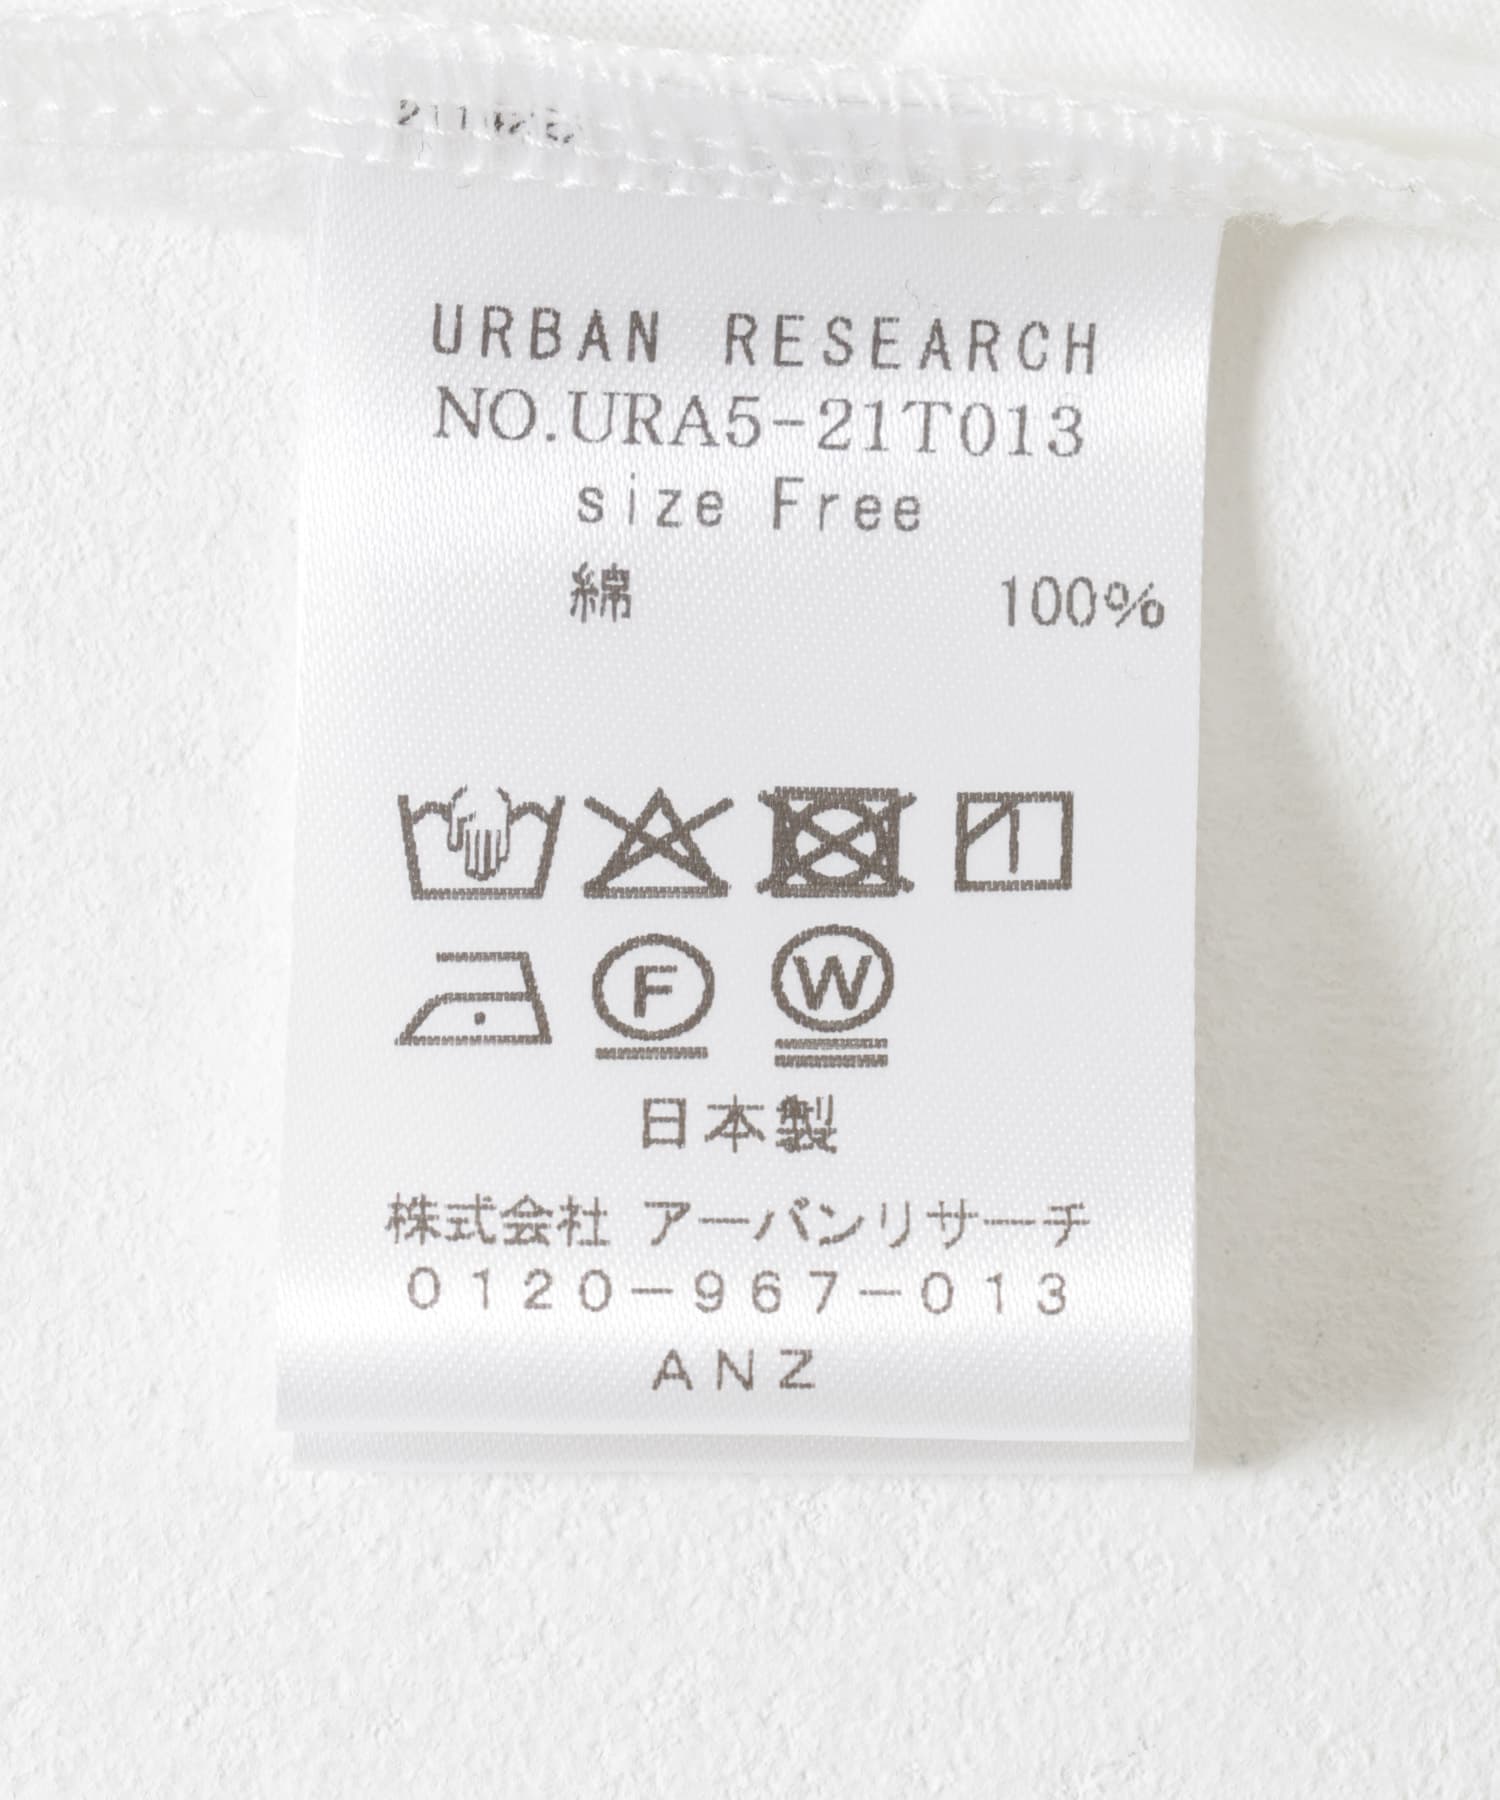 URBAN RESEARCH
NO.URA5-21T013
size Free
綿 100%
F W
日本製
株式会社 アーバンリサーチ
0120-967-013
ANZ